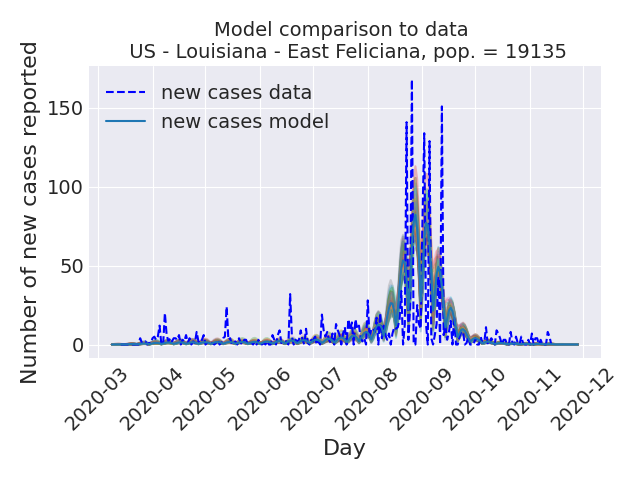 Model comparison to data
US - Louisiana - East Feliciana, pop. = 19135
Number of new cases reported
new cases data
new cases model
150
100
50
0
2020-03
2020-04
2020-05
2020-06
2020-07
2020-08
2020-09
2020-10
2020-11
2020-12
Day